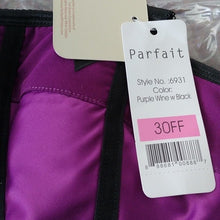 Parfait
Style No. :6931
Color:
Purple Wine w Black
30FF